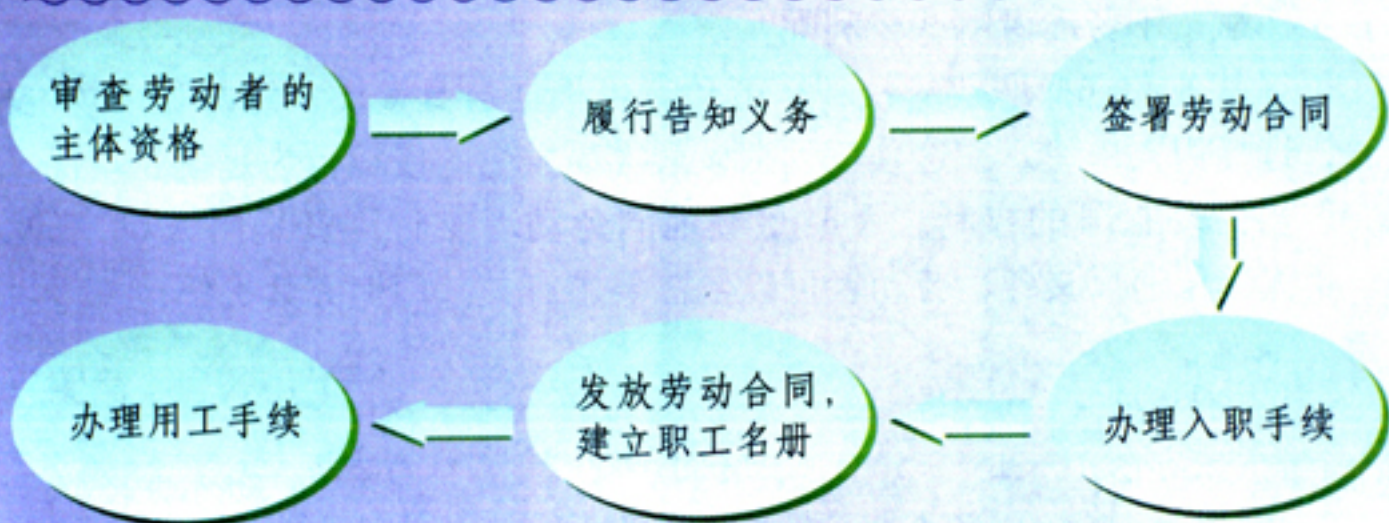 审查劳动者的
主体资格
履行告知义务
签署劳动合同
办理入职手续
发放劳动合同，
建立职工名册
办理用工手续